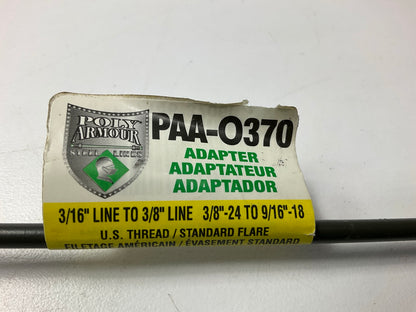 POLY
ARMOUR
STEEL LINES
PAA-O370
ADAPTER
ADAPTATEUR
ADAPTADOR
3/16" LINE TO 3/8" LINE 3/8"-24 TO 9/16"-18
U.S. THREAD / STANDARD FLARE
FILETAGE AMÉRICAIN / ÉVASEMENT STANDARD